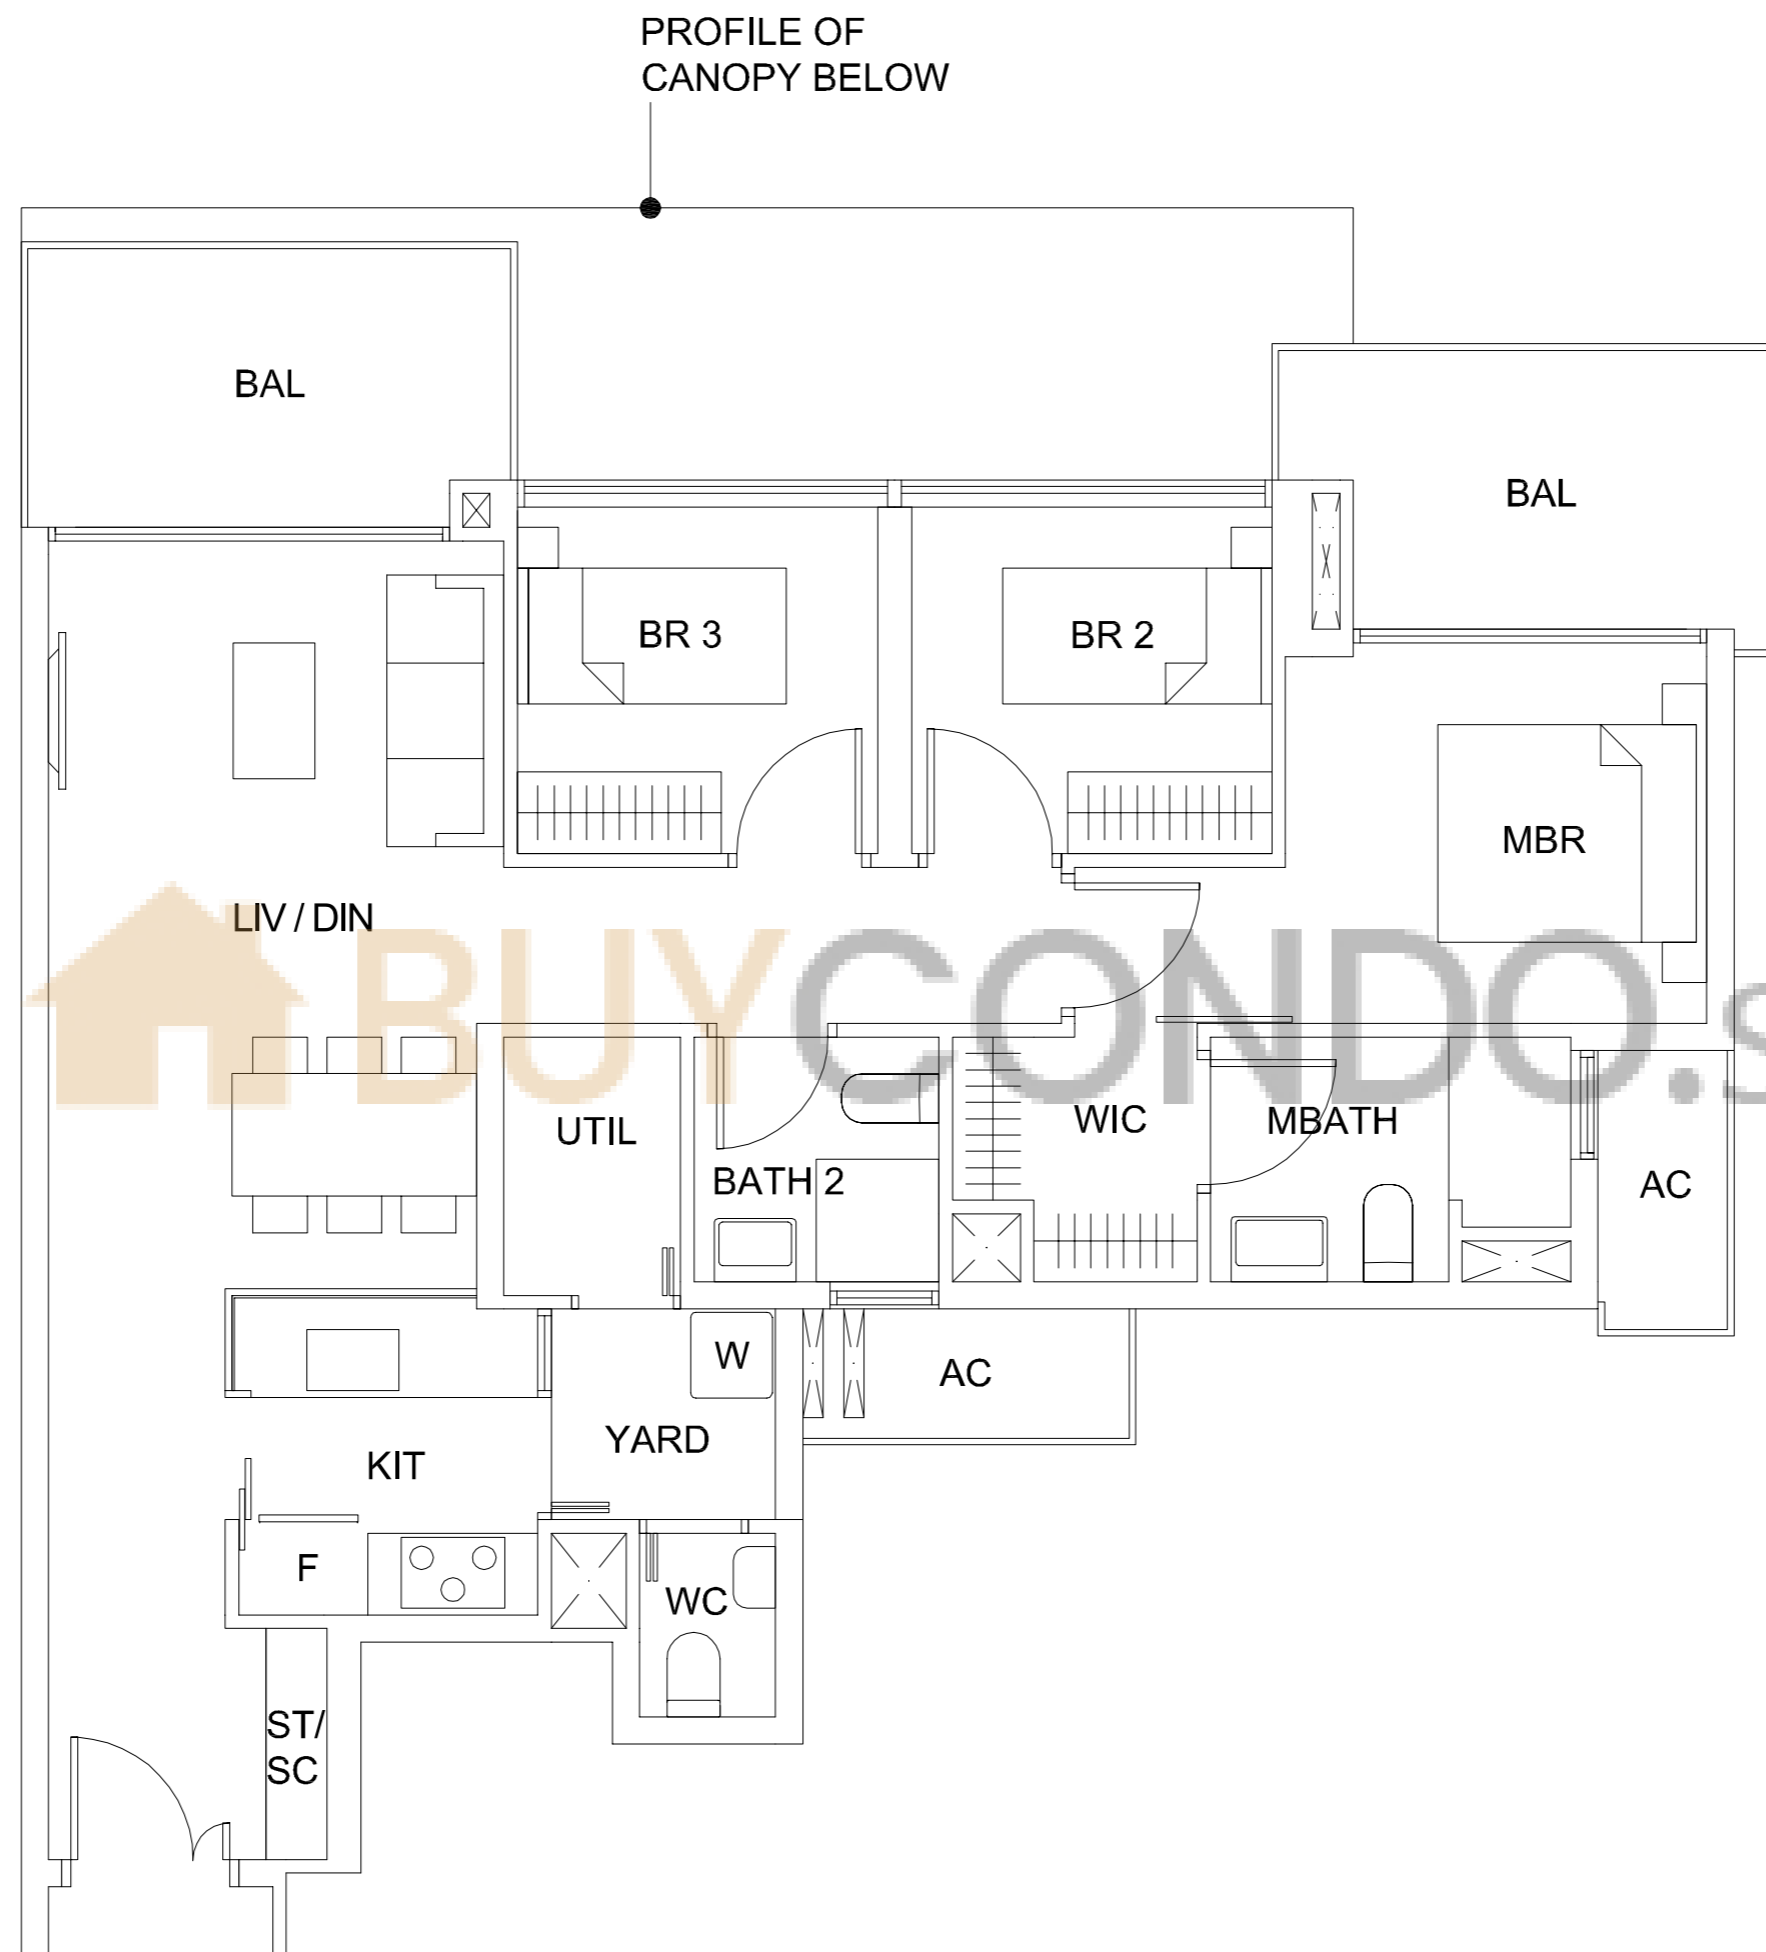 PROFILE OF
CANOPY BELOW
BAL
BAL
BR 3
BR 2
MBR
LIV / DIN
BUYCONDO.s
UTIL
WIC
MBATH
BATH 2
AC
W
AC
YARD
KIT
F
WC
ST/
SC